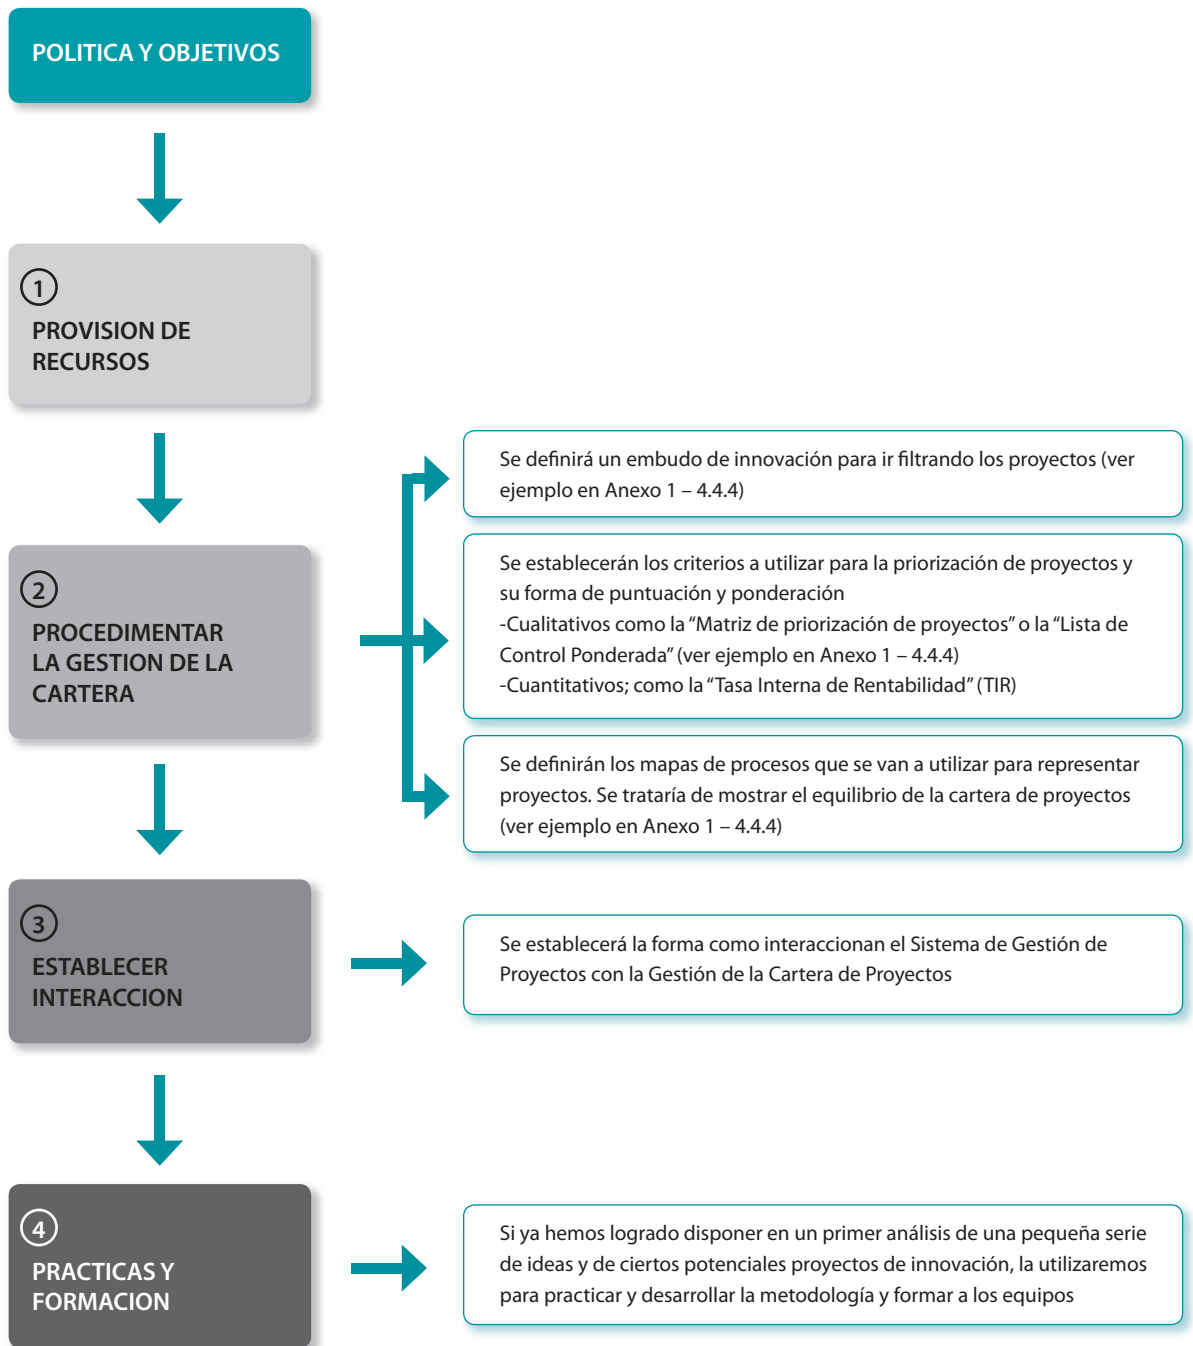 POLITICA Y OBJETIVOS
1
PROVISION DE
RECURSOS
2
PROCEDIMENTAR
LA GESTION DE LA
CARTERA
Se definirá un embudo de innovación para ir filtrando los proyectos (ver
ejemplo en Anexo 1 – 4.4.4)
Se establecerán los criterios a utilizar para la priorización de proyectos y
su forma de puntuación y ponderación
-Cualitativos como la “Matriz de priorización de proyectos” o la “Lista de
Control Ponderada” (ver ejemplo en Anexo 1 – 4.4.4)
-Cuantitativos; como la “Tasa Interna de Rentabilidad” (TIR)
Se definirán los mapas de procesos que se van a utilizar para representar
proyectos. Se trataría de mostrar el equilibrio de la cartera de proyectos
(ver ejemplo en Anexo 1 – 4.4.4)
3
ESTABLECER
INTERACCION
Se establecerá la forma como interaccionan el Sistema de Gestión de
Proyectos con la Gestión de la Cartera de Proyectos
4
PRACTICAS Y
FORMACION
Si ya hemos logrado disponer en un primer análisis de una pequeña serie
de ideas y de ciertos potenciales proyectos de innovación, la utilizaremos
para practicar y desarrollar la metodología y formar a los equipos